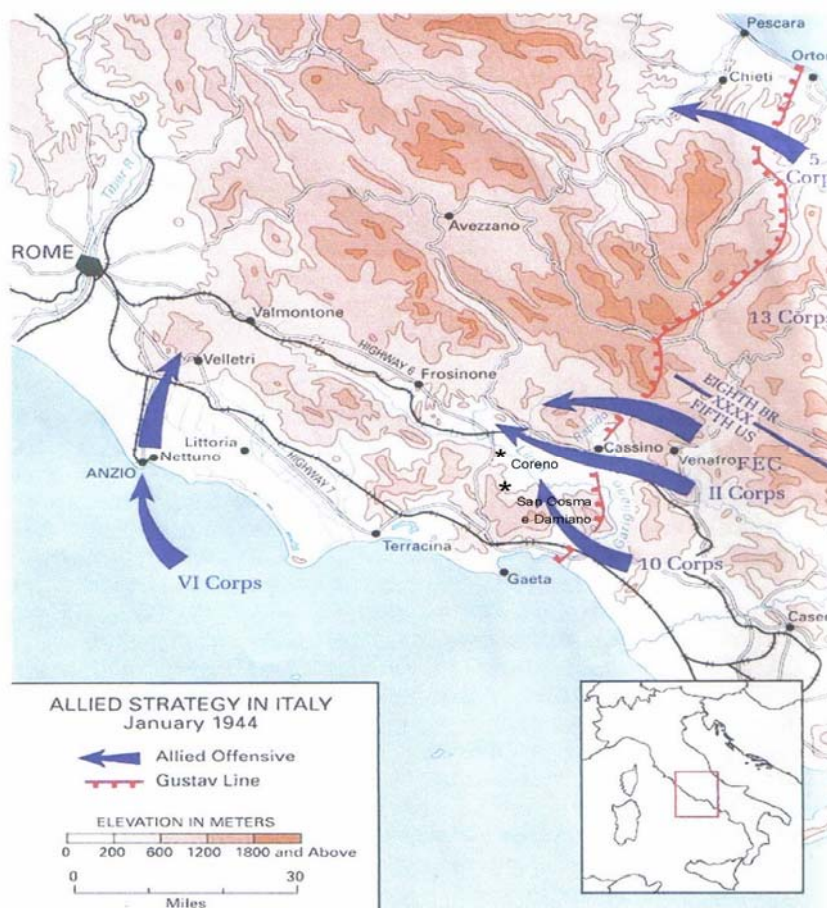 Pescara
Chieti
5
Corps
Tiber R
Avezzano
ROME
Valmontone
13 Corps
HIGHWAY 6
Velletri
Frosinone
EIGHTH BR
XXXX
FIFTH US
Rapido
Cassino
Littoria
Venafro
FEC
Nettuno
ANZIO
* Coreno
HIGHWAY 7
II Corps
*
San Cosma
e Damiano
Terracina
10 Corps
VI Corps
Gaeta
ALLIED STRATEGY IN ITALY
January 1944
Allied Offensive
Gustav Line
ELEVATION IN METERS
0 200 600 1200 1800 and Above
0 30
Miles